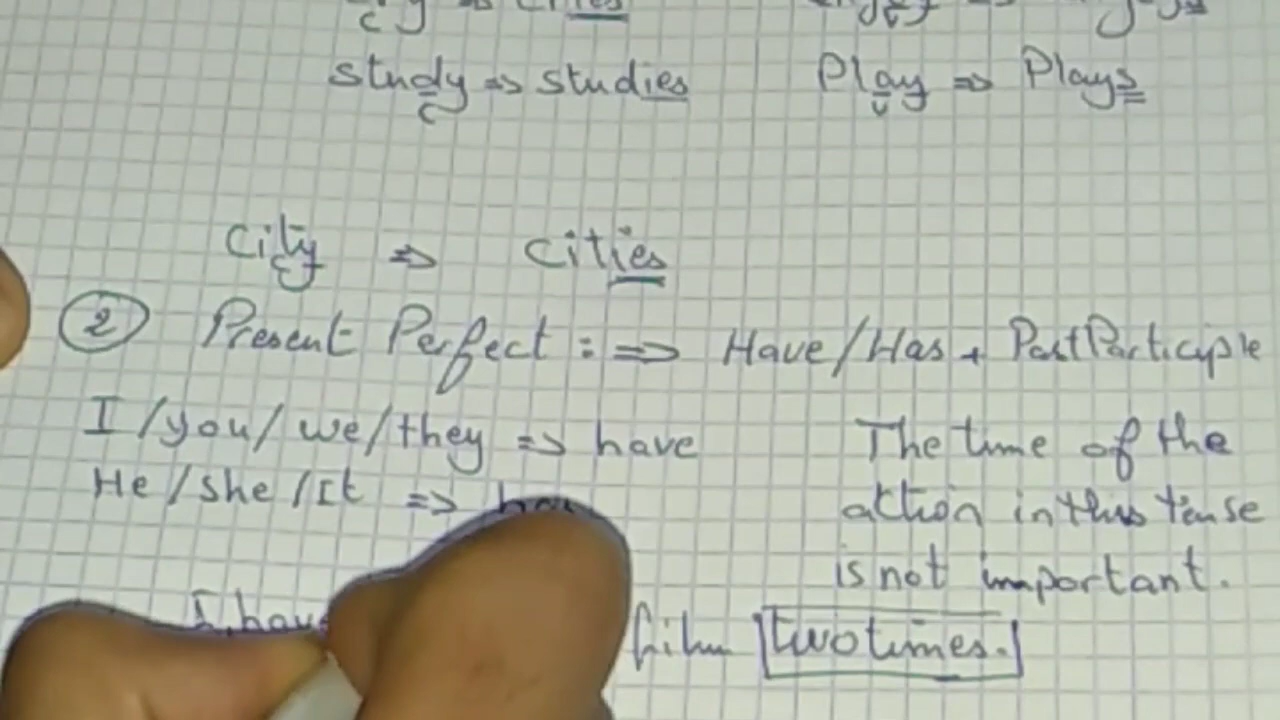 study => studies Play => Plays
city => cities
2 Present Perfect : => Have/Has + Past Participle
I/you/we/they => have
He/she/It =>
The time of the
action in this tense
is not important.
I have film two times.